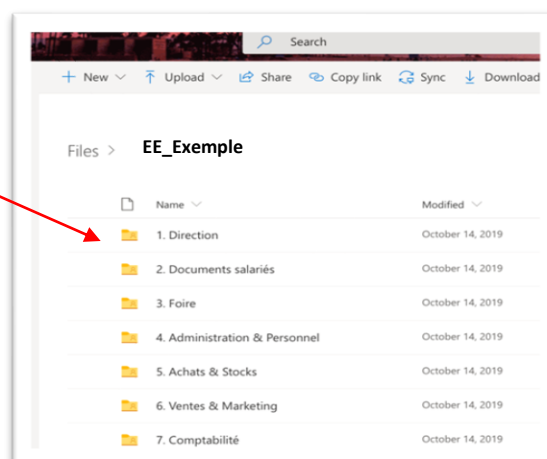 Search
+ New Upload Share Copy link Sync Download
Files > EE_Exemple
Name Modified
1. Direction October 14, 2019
2. Documents salariés October 14, 2019
3. Foire October 14, 2019
4. Administration & Personnel October 14, 2019
5. Achats & Stocks October 14, 2019
6. Ventes & Marketing October 14, 2019
7. Comptabilité October 14, 2019